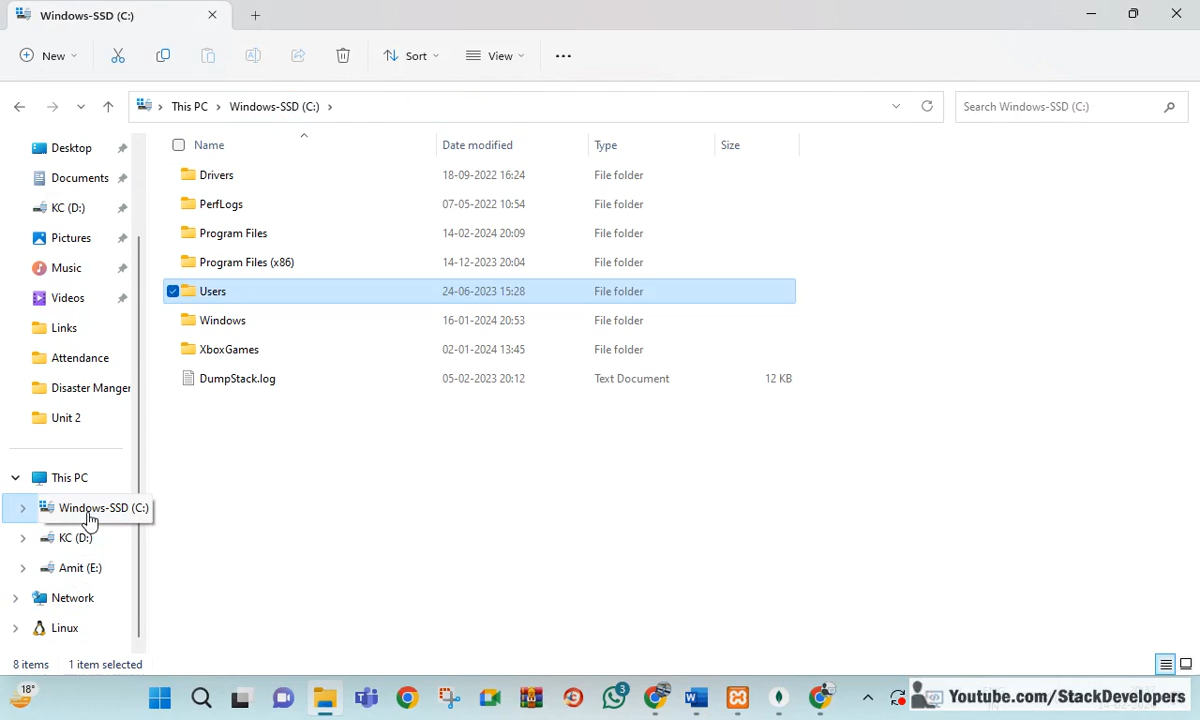 Windows-SSD (C:)
New
Sort
View
This PC
Windows-SSD (C:)
Search Windows-SSD (C:)
Desktop
Documents
KC (D:)
Pictures
Music
Videos
Links
Attendance
Disaster Manger
Unit 2
This PC
Windows-SSD (C:)
KC (D:)
Amit (E:)
Network
Linux
Name Date modified Type Size
Drivers 18-09-2022 16:24 File folder
PerfLogs 07-05-2022 10:54 File folder
Program Files 14-02-2024 20:09 File folder
Program Files (x86) 14-12-2023 20:04 File folder
Users 24-06-2023 15:28 File folder
Windows 16-01-2024 20:53 File folder
XboxGames 02-01-2024 13:45 File folder
DumpStack.log 05-02-2023 20:12 Text Document 12 KB
8 items 1 item selected
18°
3
Youtube.com/StackDevelopers